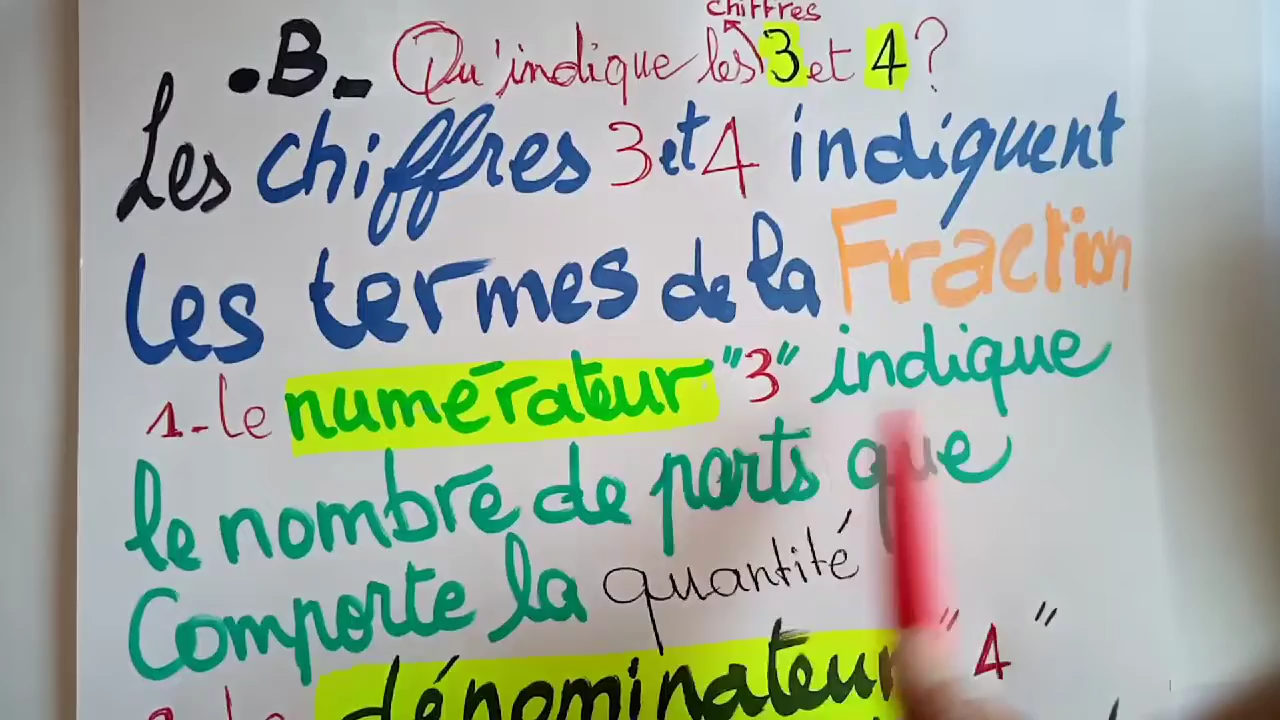 chiffres
.B- Qu'indique les 3 et 4?
Les chiffres 3 et 4 indiquent
les termes de la Fraction
1.- le numérateur "3" indique
le nombre de parts que
Comporte la quantité
dénominateur "4"